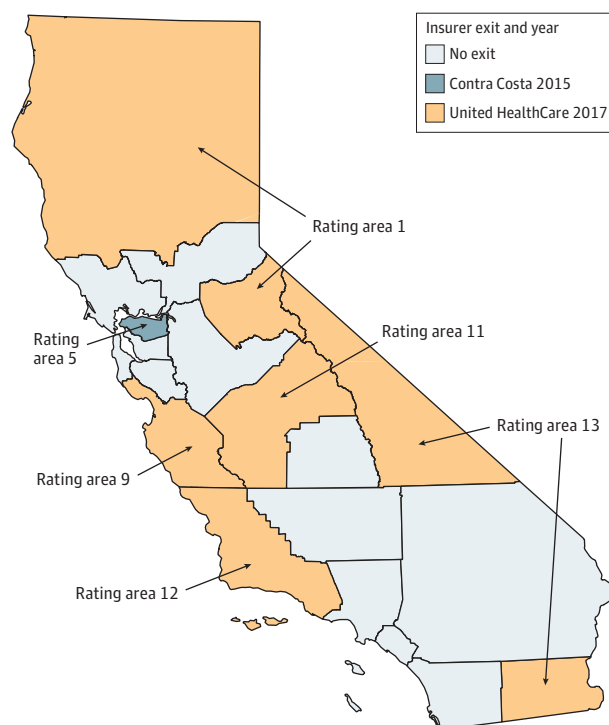 Insurer exit and year
No exit
Contra Costa 2015
United HealthCare 2017
Rating area 1
Rating area 11
Rating
area 5
Rating area 13
Rating area 9
Rating area 12